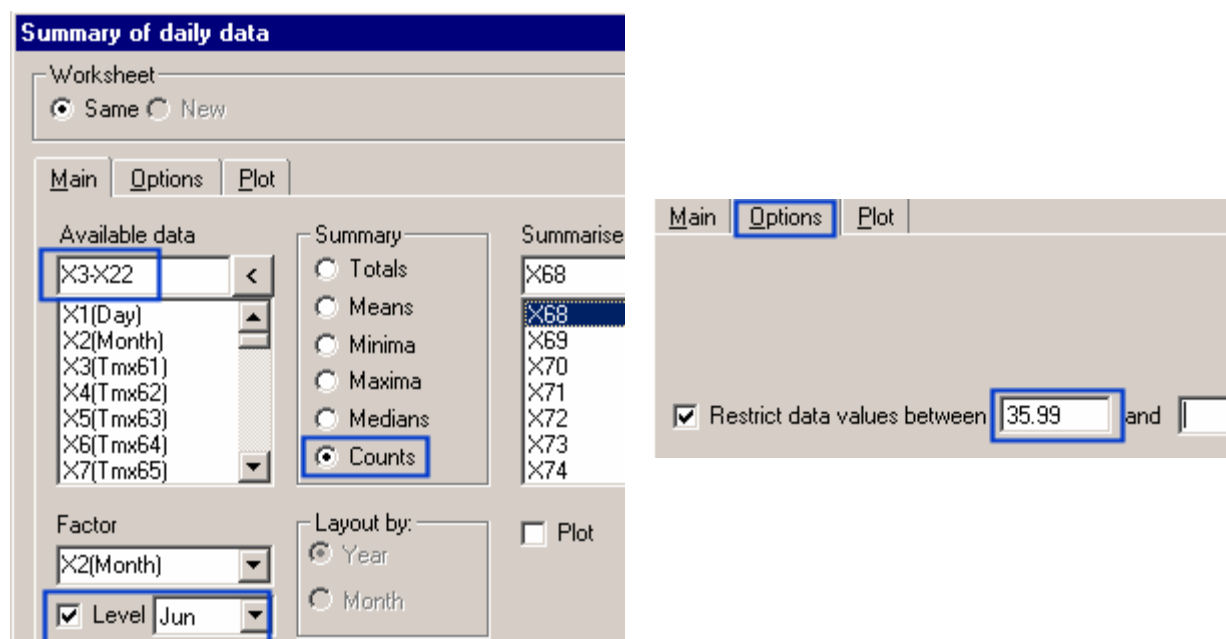 Summary of daily data
Worksheet
Same New
Main Options Plot
Available data
X3-X22 <
X1(Day)
X2(Month)
X3(Tmx61)
X4(Tmx62)
X5(Tmx63)
X6(Tmx64)
X7(Tmx65)
Factor
X2(Month)
Level Jun
Summary
Totals
Means
Minima
Maxima
Medians
Counts
Layout by:
Year
Month
Summarise
X68
X68
X69
X70
X71
X72
X73
X74
Plot
Main Options Plot
Restrict data values between 35.99 and